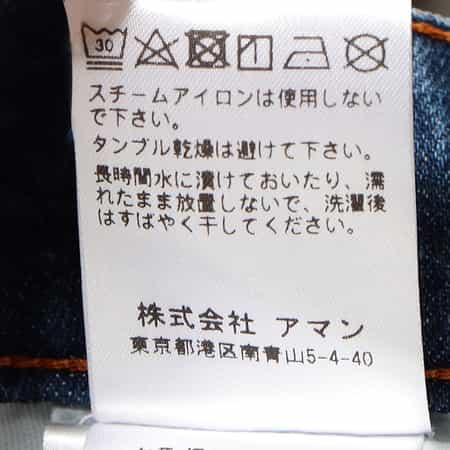 30
スチームアイロンは使用しない
で下さい。
タンブル乾燥は避けて下さい。
長時間水に漬けておいたり、濡
れたまま放置しないで、洗濯後
はすばやく干してください。
株式会社 アマン
東京都港区南青山5-4-40